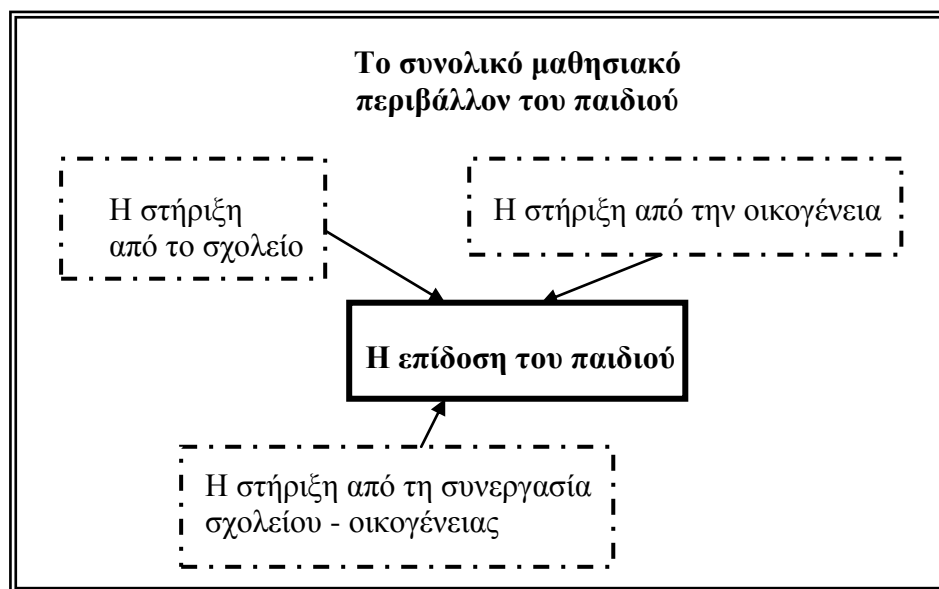 Το συνολικό μαθησιακό
περιβάλλον του παιδιού
Η στήριξη
από το σχολείο
Η στήριξη από την οικογένεια
Η επίδοση του παιδιού
Η στήριξη από τη συνεργασία
σχολείου - οικογένειας